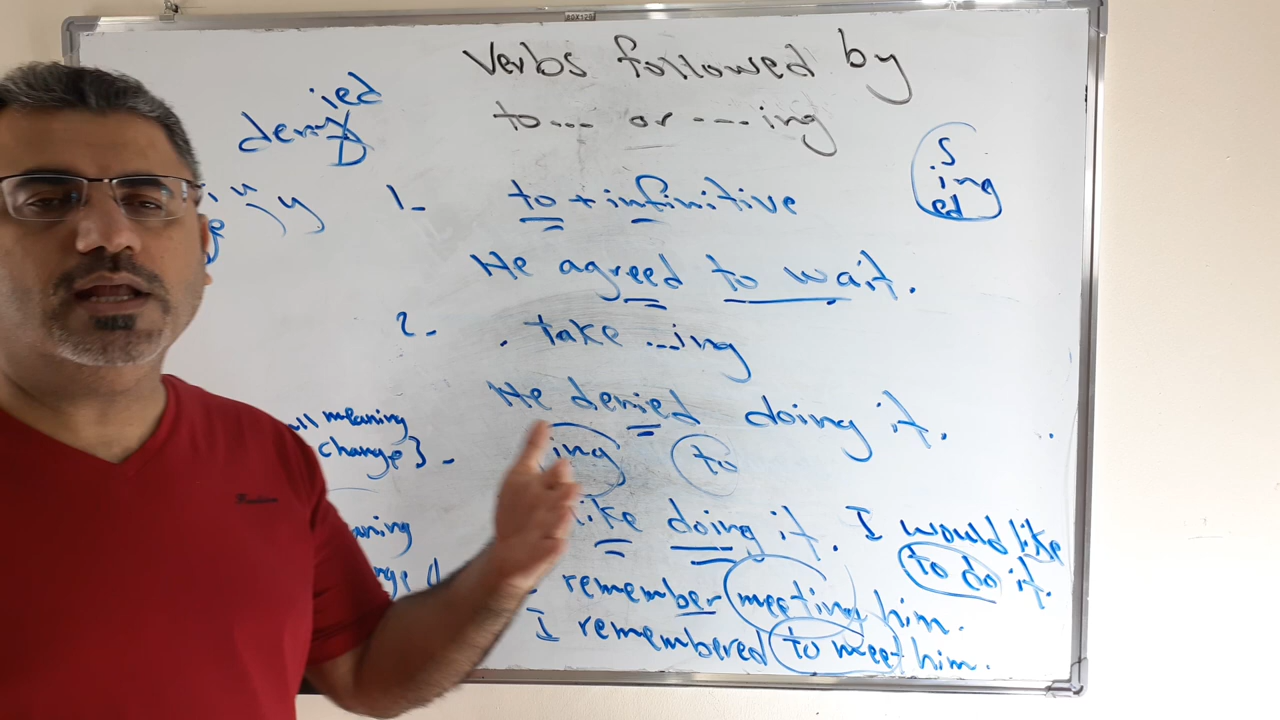 Verbs followed by
to... or ---ing
denyied
S
ing
ed
y
1- to + infinitive
He agreed to wait.
2- . take ...ing
He denied doing it.
meaning
change } -
ing to
like doing it. I would like
to do it.
remember meeting him.
I remembered to meet him.